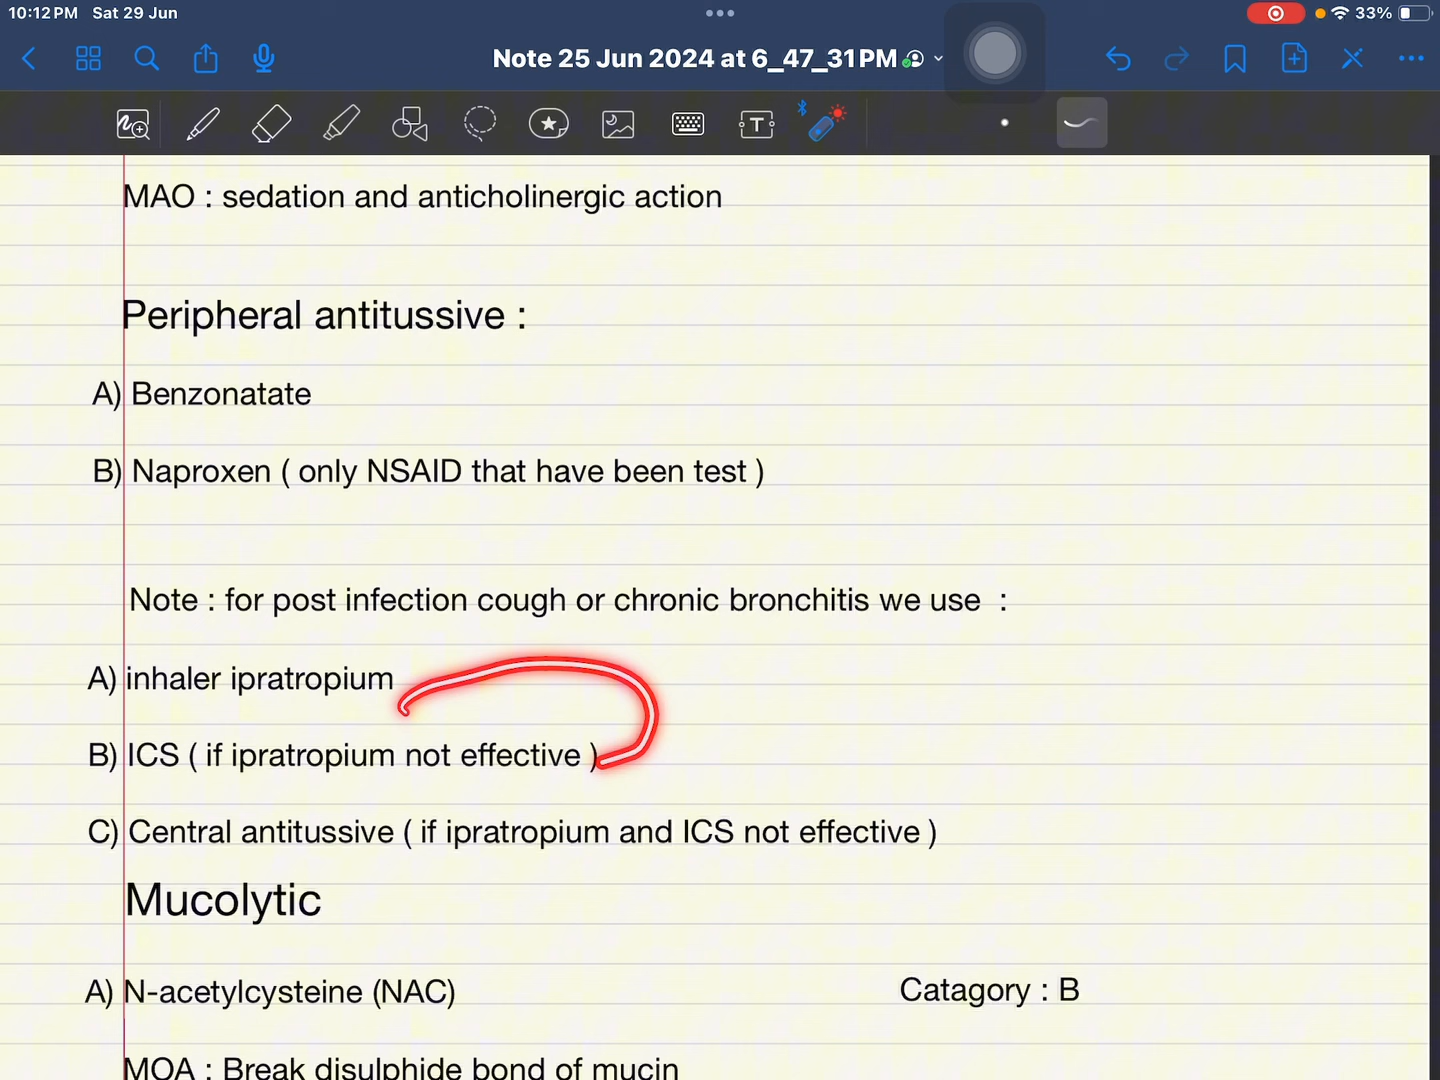 10:12 PM Sat 29 Jun
33%
Note 25 Jun 2024 at 6_47_31 PM
MAO : sedation and anticholinergic action
Peripheral antitussive :
A) Benzonatate
B) Naproxen ( only NSAID that have been test )
Note : for post infection cough or chronic bronchitis we use :
A) inhaler ipratropium
B) ICS ( if ipratropium not effective )
C) Central antitussive ( if ipratropium and ICS not effective )
Mucolytic
A) N-acetylcysteine (NAC) Catagory : B
MOA : Break disulphide bond of mucin